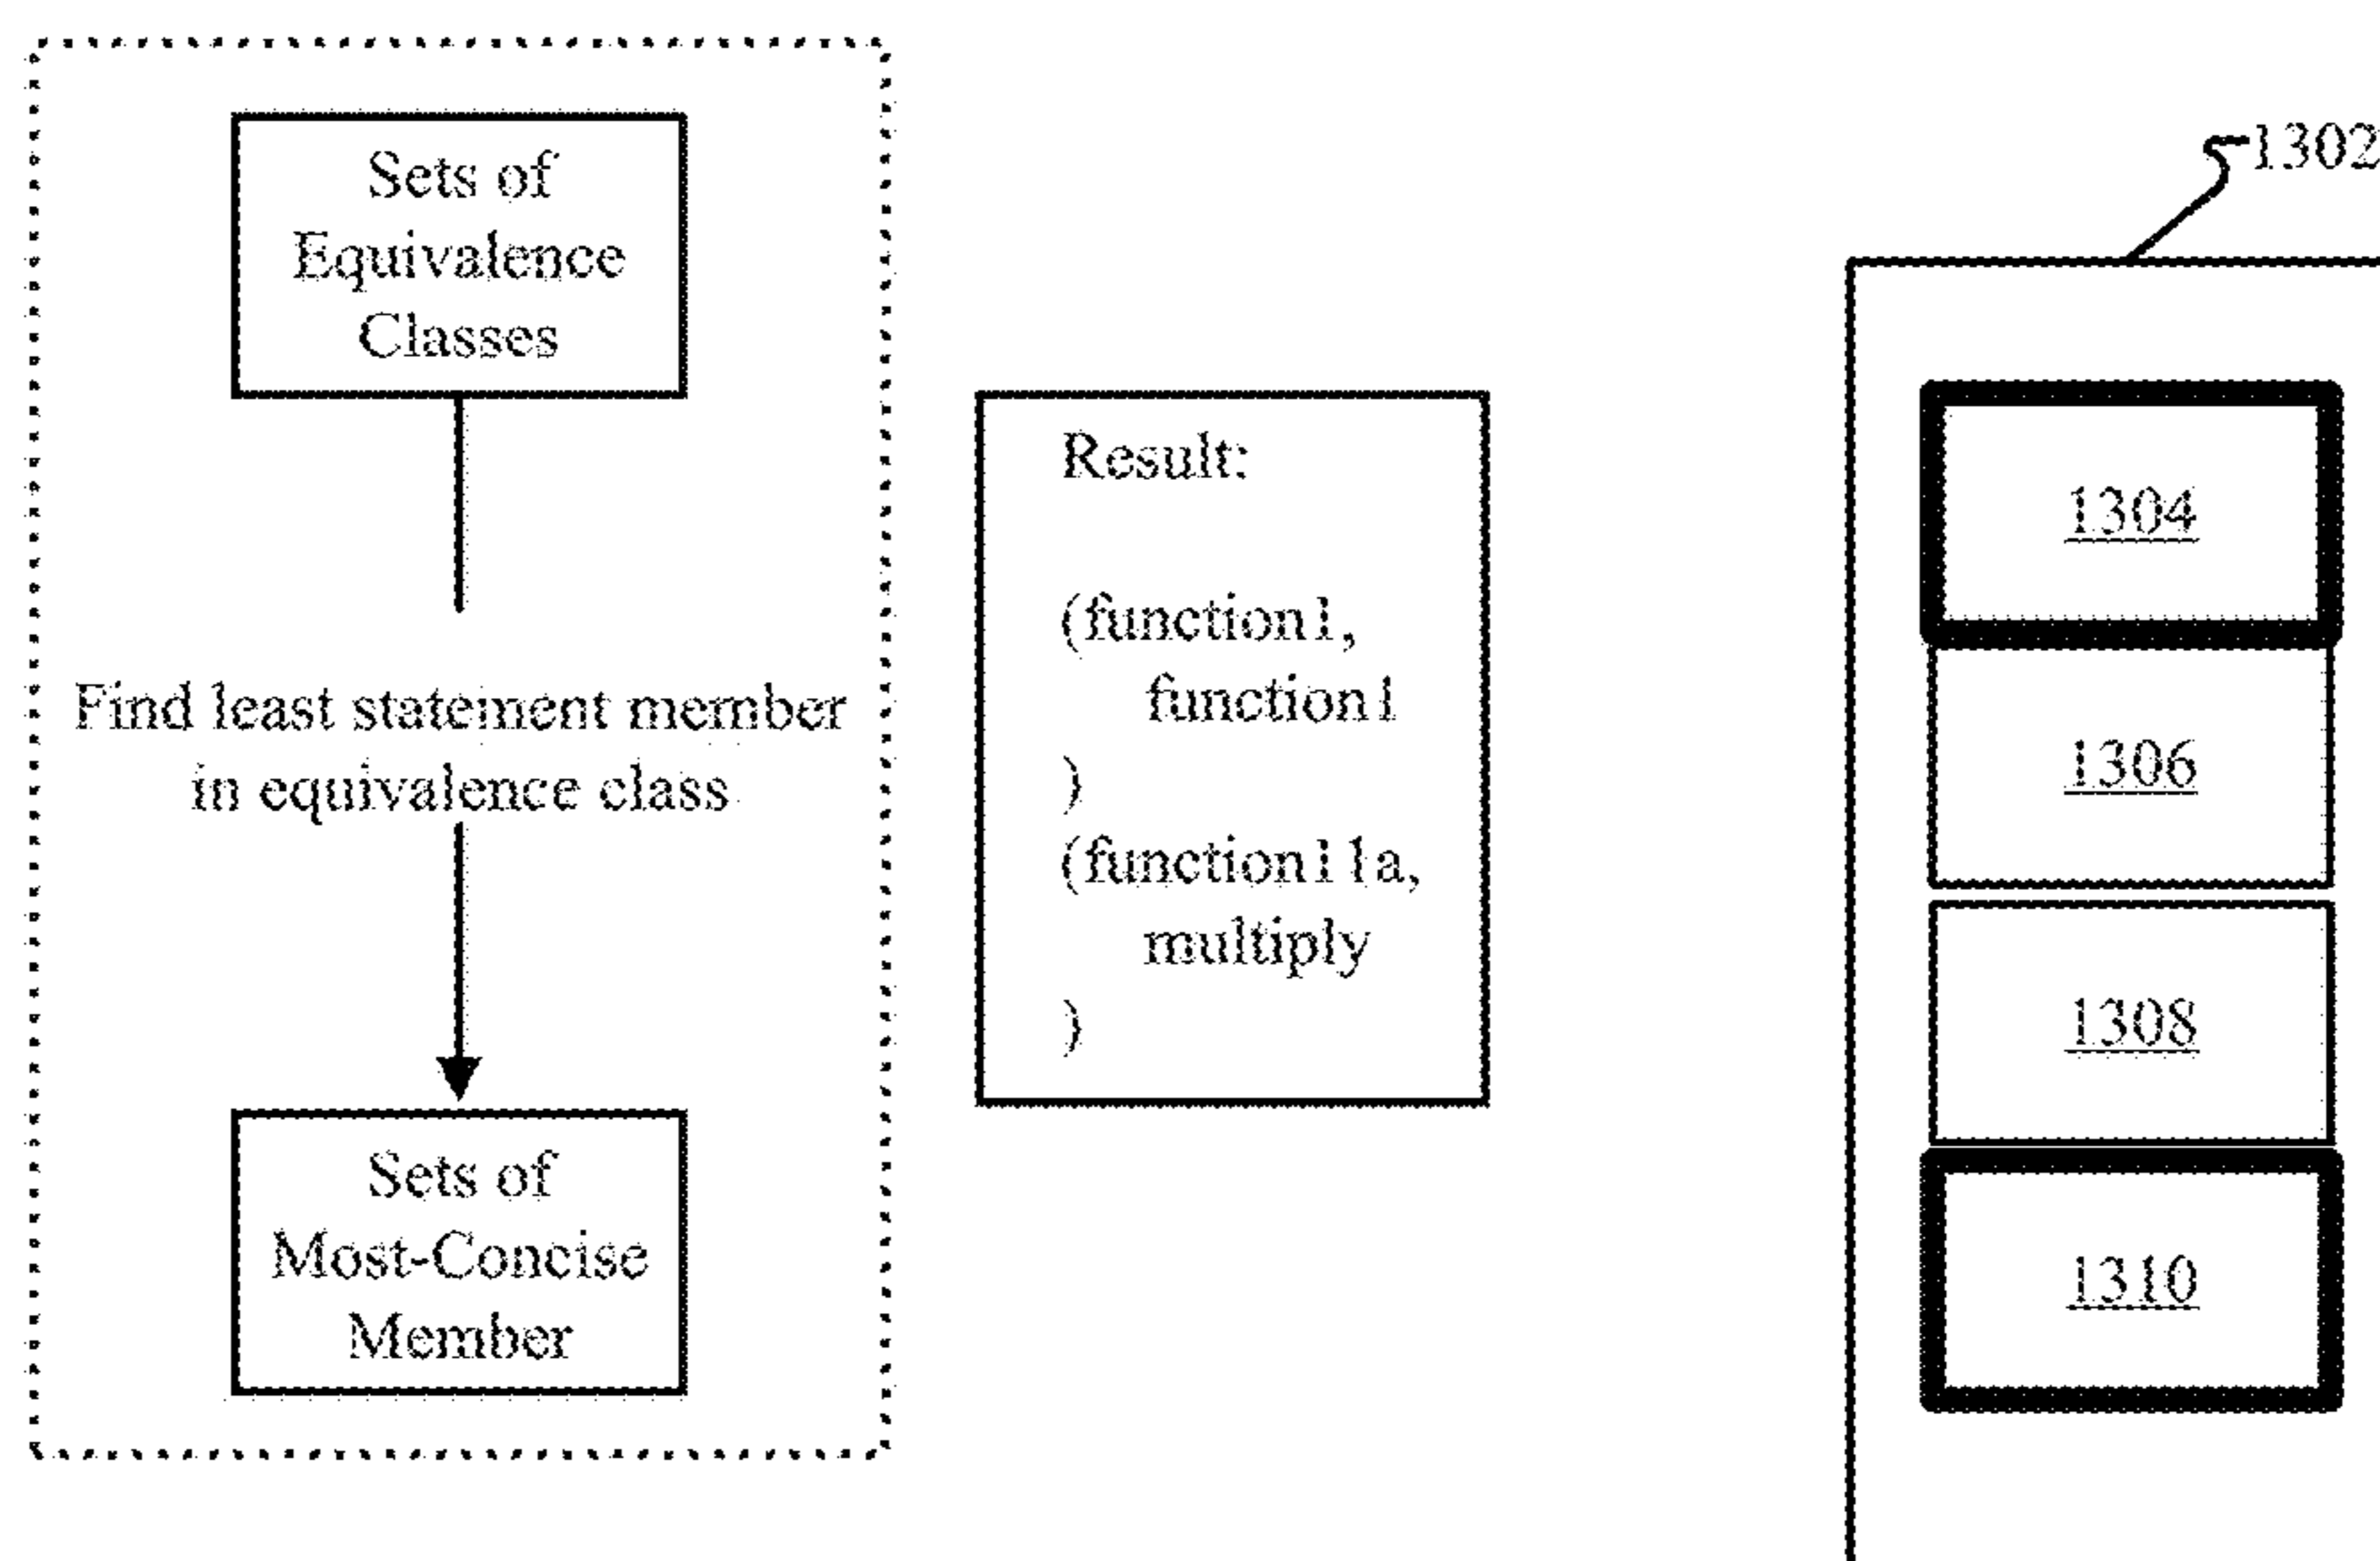 Sets of
Equivalence
Classes
Find least statement member
in equivalence class
Sets of
Most-Concise
Member
Result:
(function1,
function1
)
(function11a,
multiply
)
1302
1304
1306
1308
1310